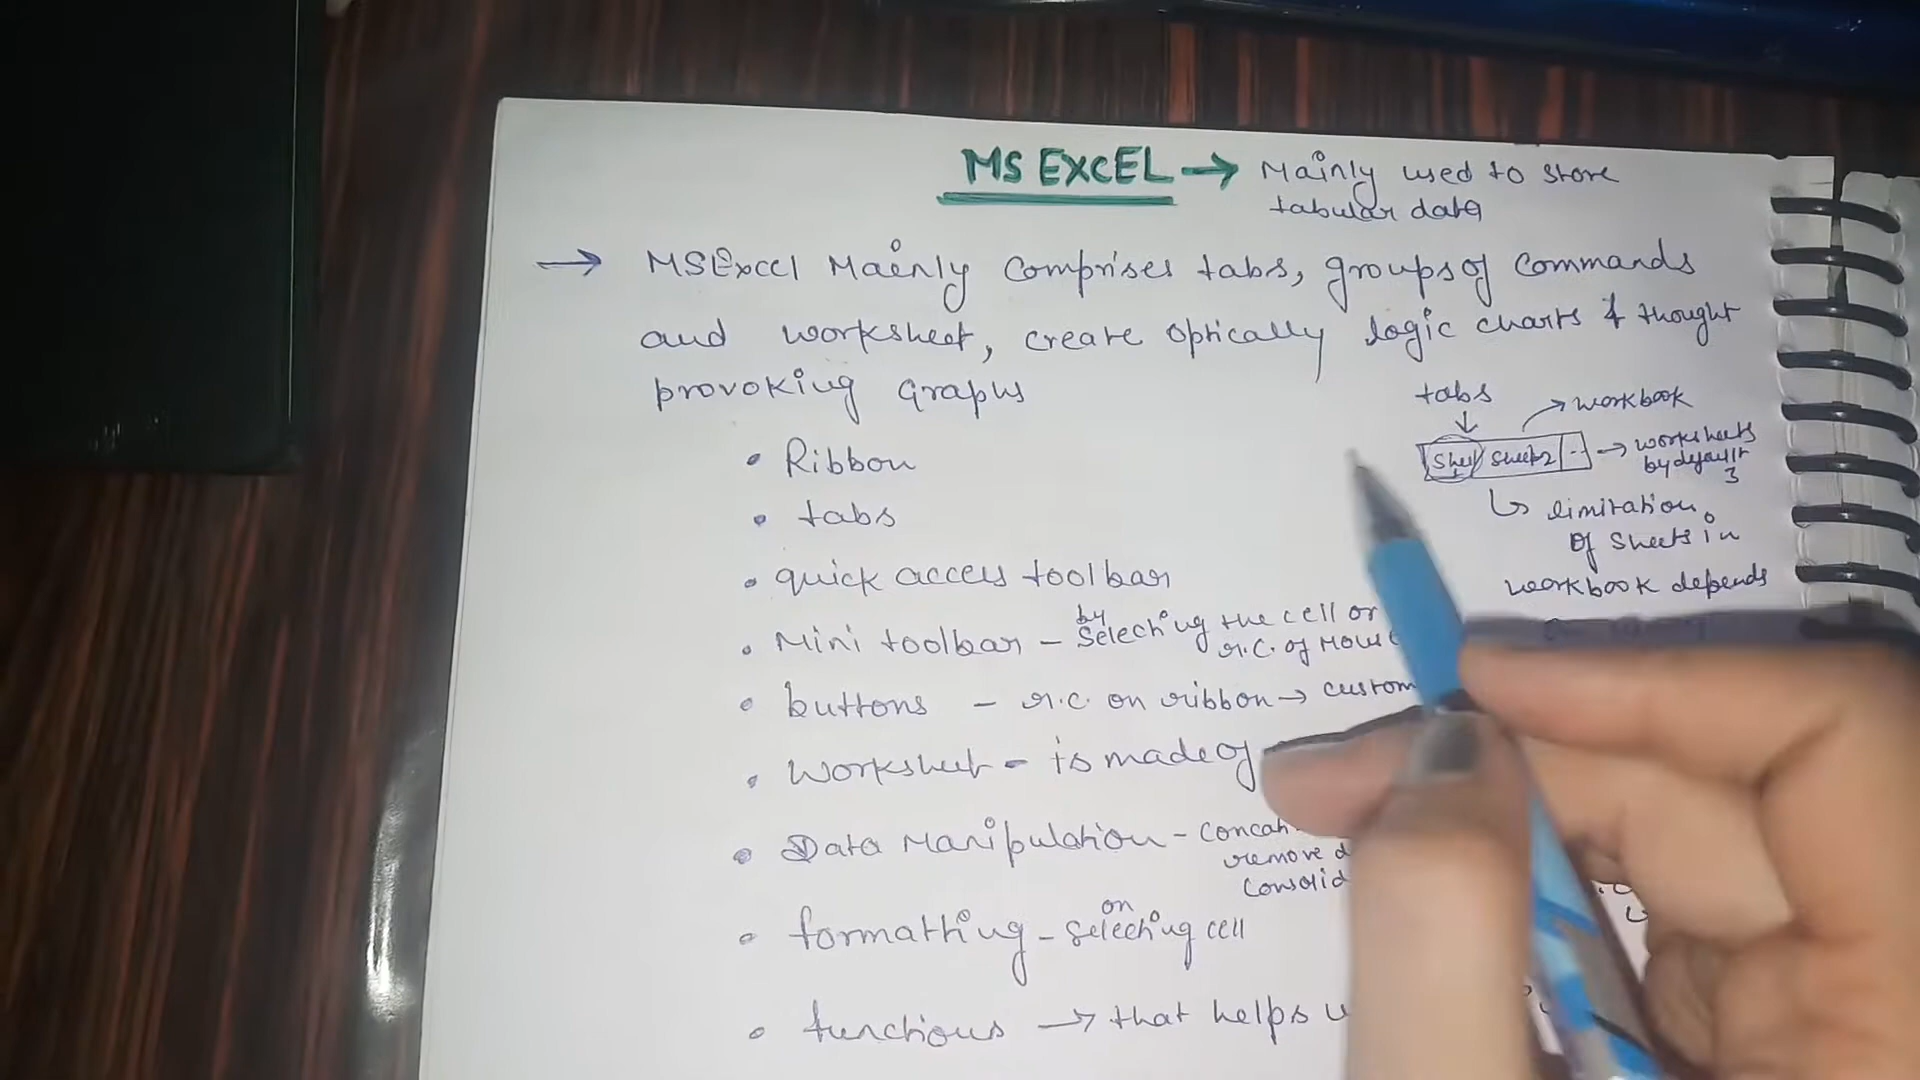 MS EXCEL → Mainly used to store
tabular data
→ MSExcel Mainly comprises tabs, groups of commands
and worksheet, create optically logic charts & thought
provoking graphs
tabs
→ workbook
Sheet1 Sheet2 .. → worksheets
by default
3
↳ limitation
of sheets in
workbook depends
• Ribbon
• tabs
• quick access toolbar
• Mini toolbar - by selecting the cell or
r.c. of mouse
• buttons - r.c. on ribbon → custom
• Worksheet - is made of
• Data Manipulation - concat
remove d
consolid
• formatting - on selecting cell
• functions → that helps u